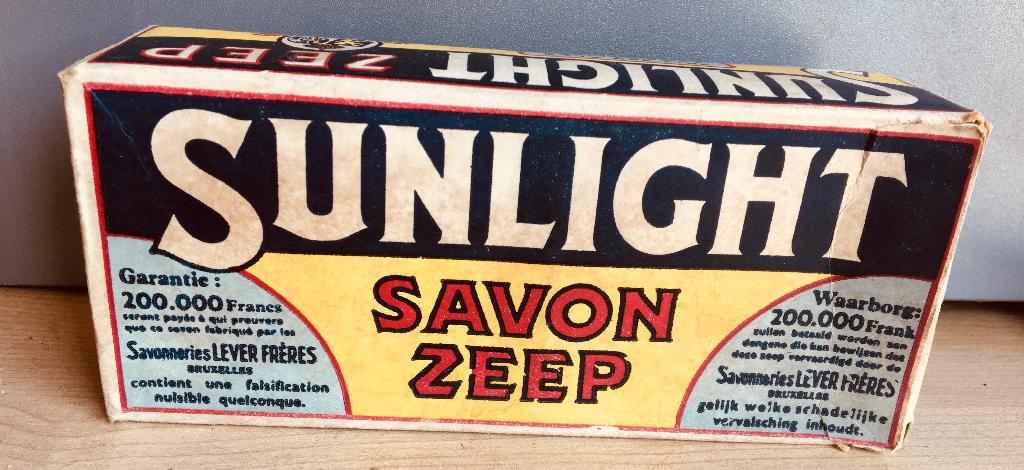 SUNLIGHT ZEEP
SUNLIGHT
SAVON
ZEEP
Garantie:
200.000 Francs
seront payés à qui prouvera
que ce savon fabriqué par les
Savonneries LEVER FRÈRES
BRUXELLES
contient une falsification
nuisible quelconque.
Waarborg:
200.000 Frank
zullen betaald worden aan
dengene die kan bewijzen dat
deze zeep vervaardigd door de
Savonneries LEVER FRÈRES
BRUXELLES
gelijk welke schadelijke
vervalsching inhoudt.